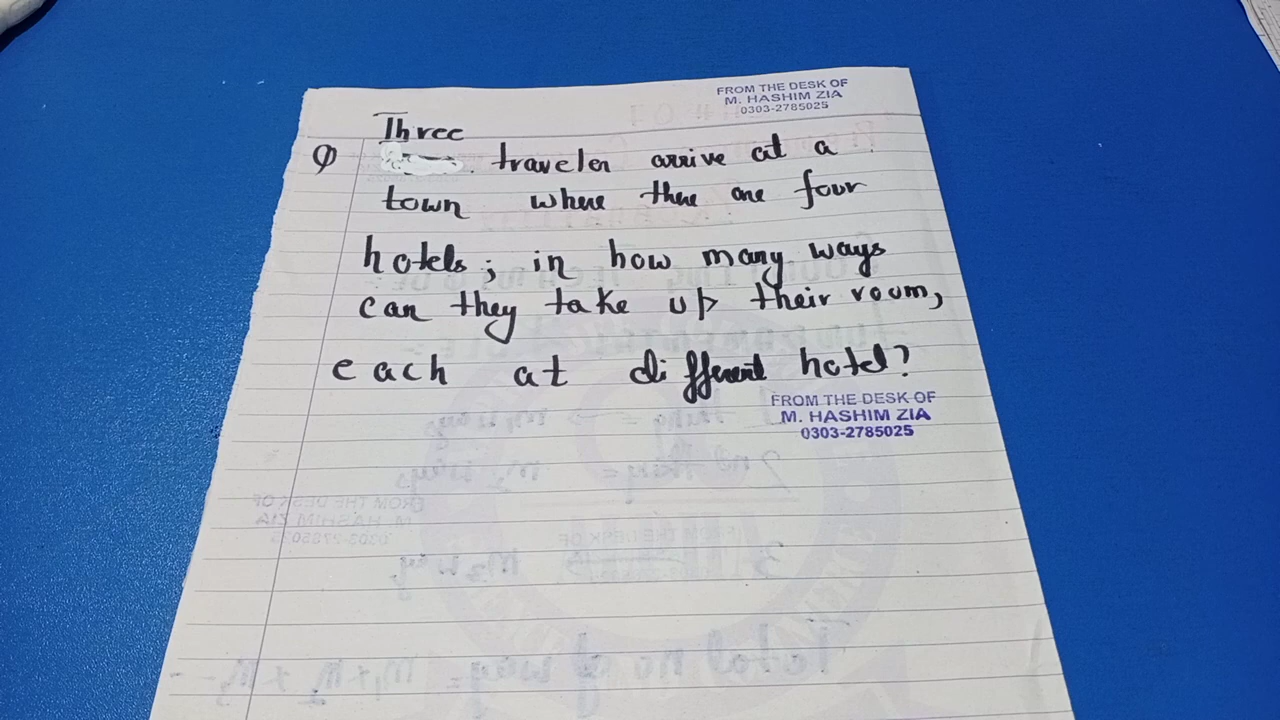 FROM THE DESK OF
M. HASHIM ZIA
0303-2785025
Three
Q traveler arrive at a
town where there are four
hotels; in how many ways
can they take up their room,
each at different hotel?
FROM THE DESK OF
M. HASHIM ZIA
0303-2785025